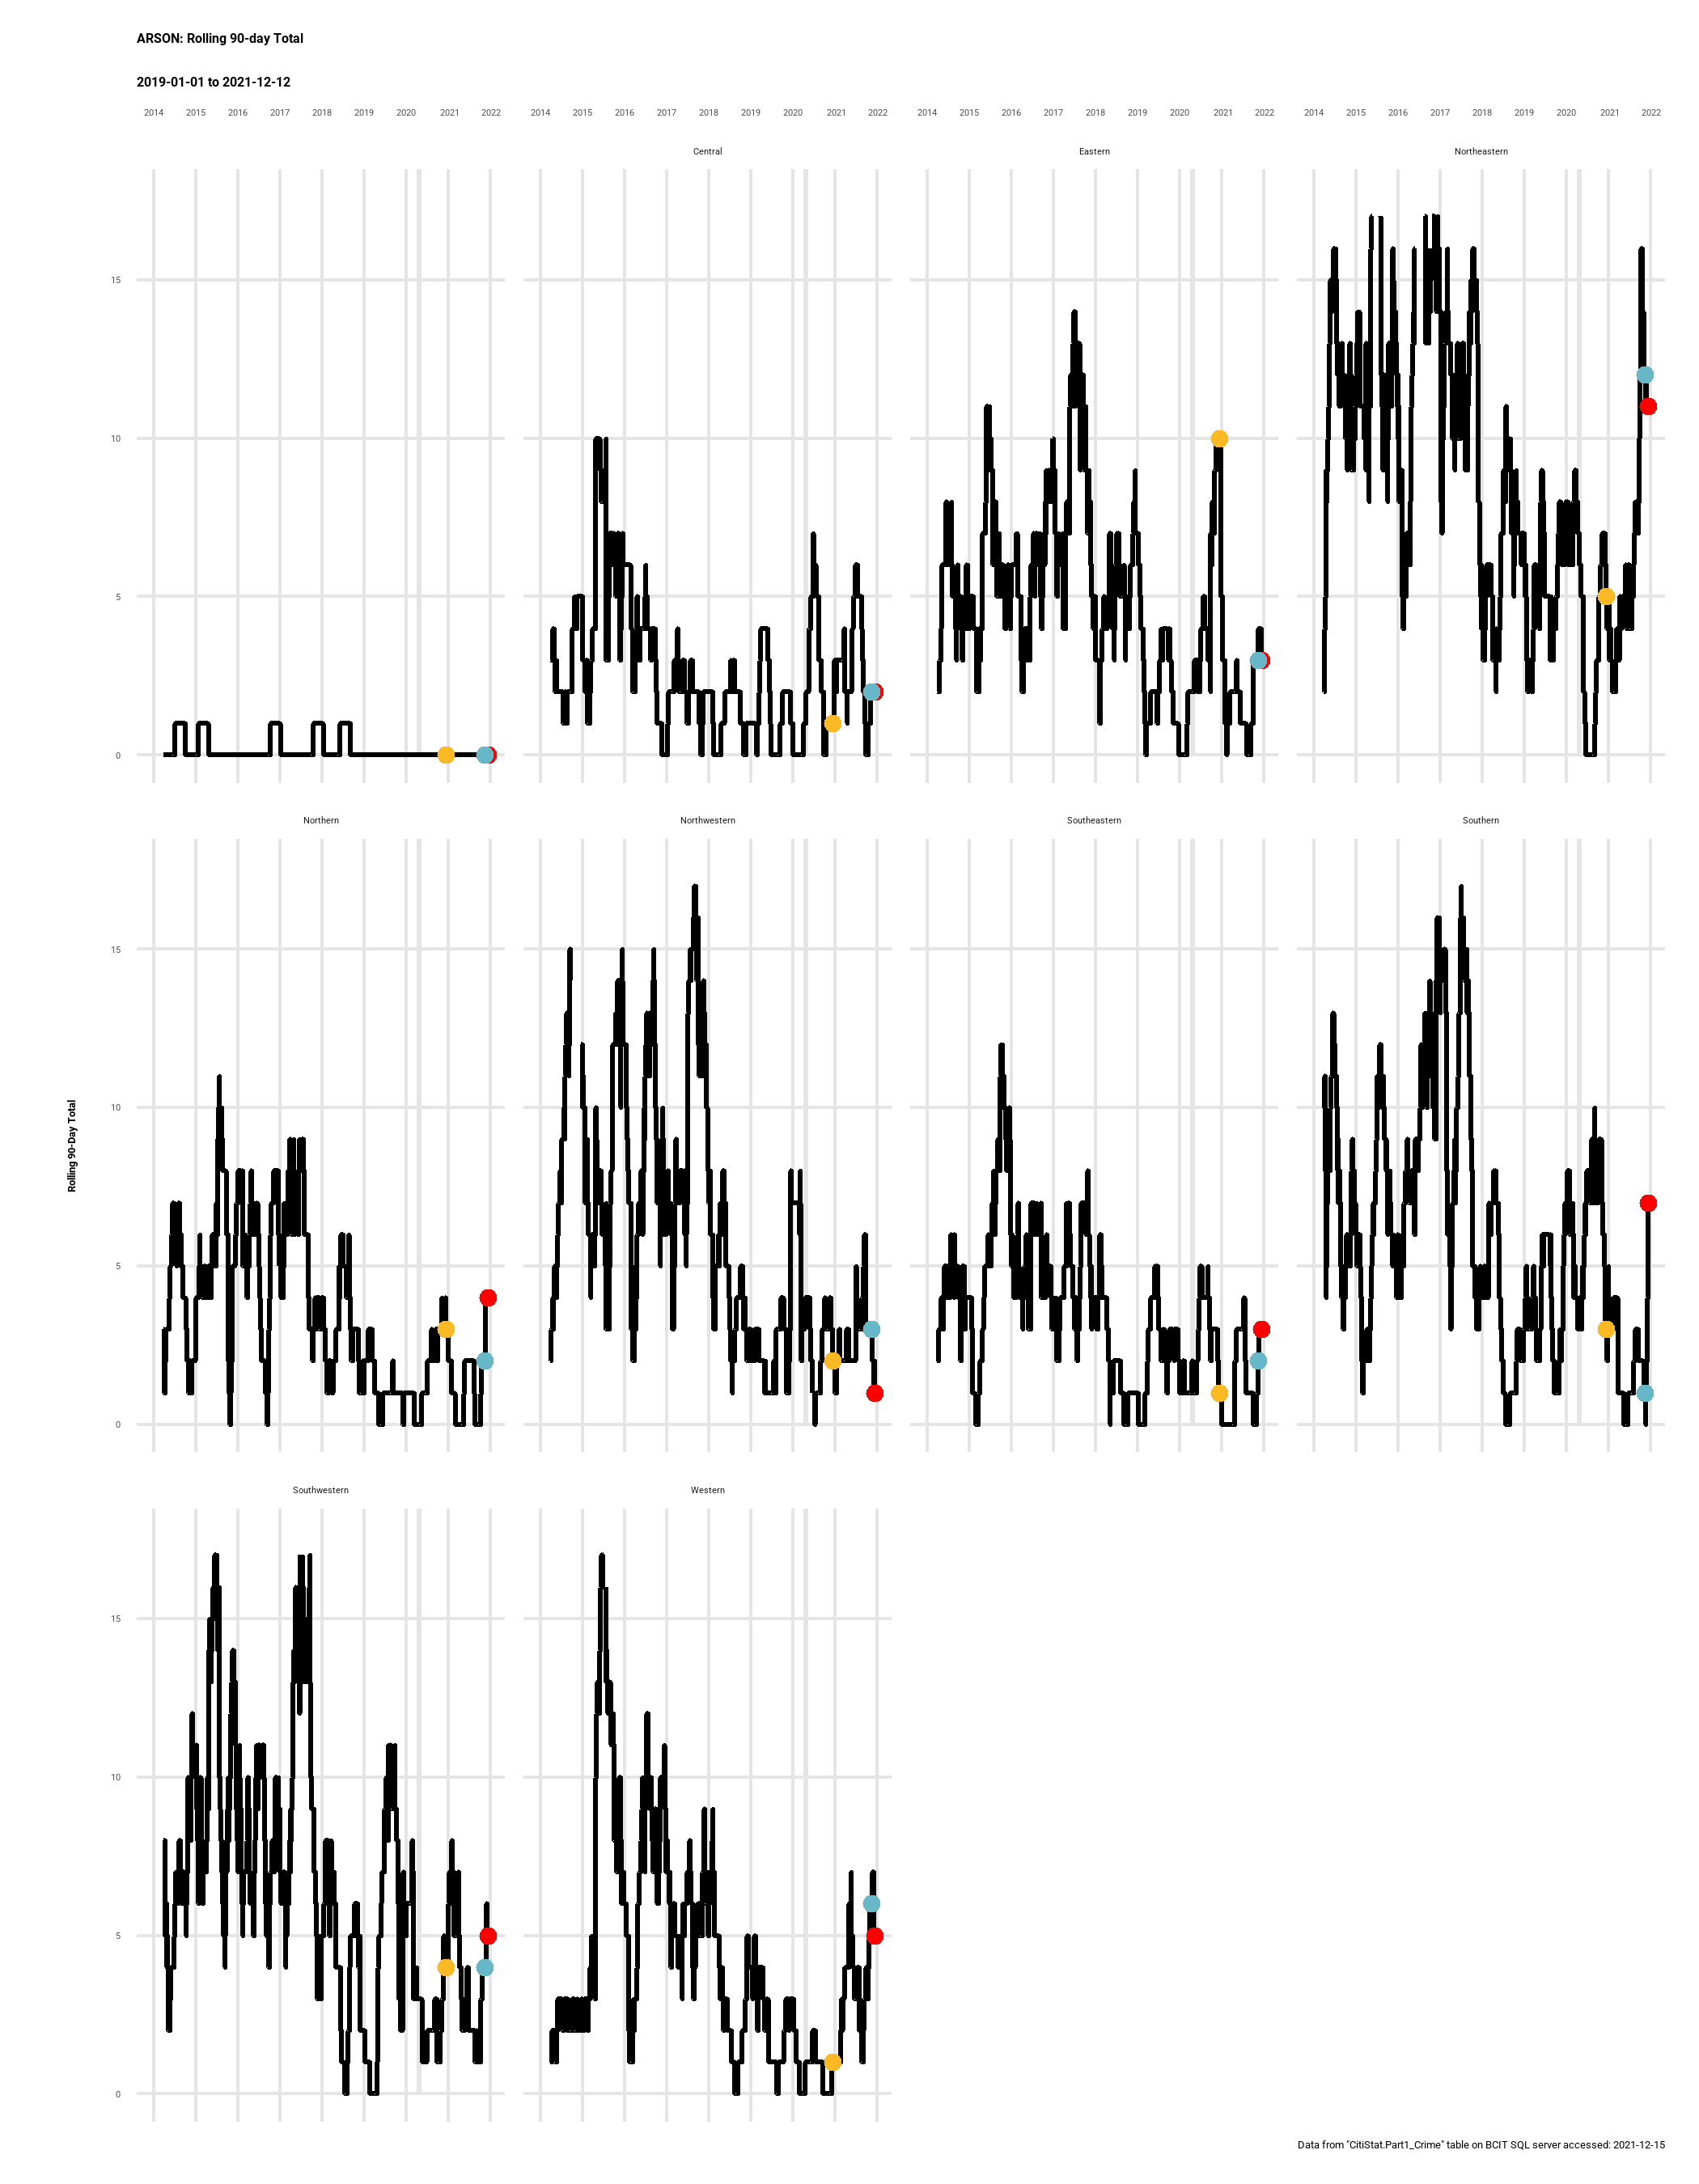 ARSON: Rolling 90-day Total
2019-01-01 to 2021-12-12
2014 2015 2016 2017 2018 2019 2020 2021 2022 2014 2015 2016 2017 2018 2019 2020 2021 2022 2014 2015 2016 2017 2018 2019 2020 2021 2022 2014 2015 2016 2017 2018 2019 2020 2021 2022
Central Eastern Northeastern
15
10
5
0
Northern Northwestern Southeastern Southern
15
10
5
0
Rolling 90-Day Total
Southwestern Western
15
10
5
0
Data from "CitiStat.Part1_Crime" table on BCIT SQL server accessed: 2021-12-15